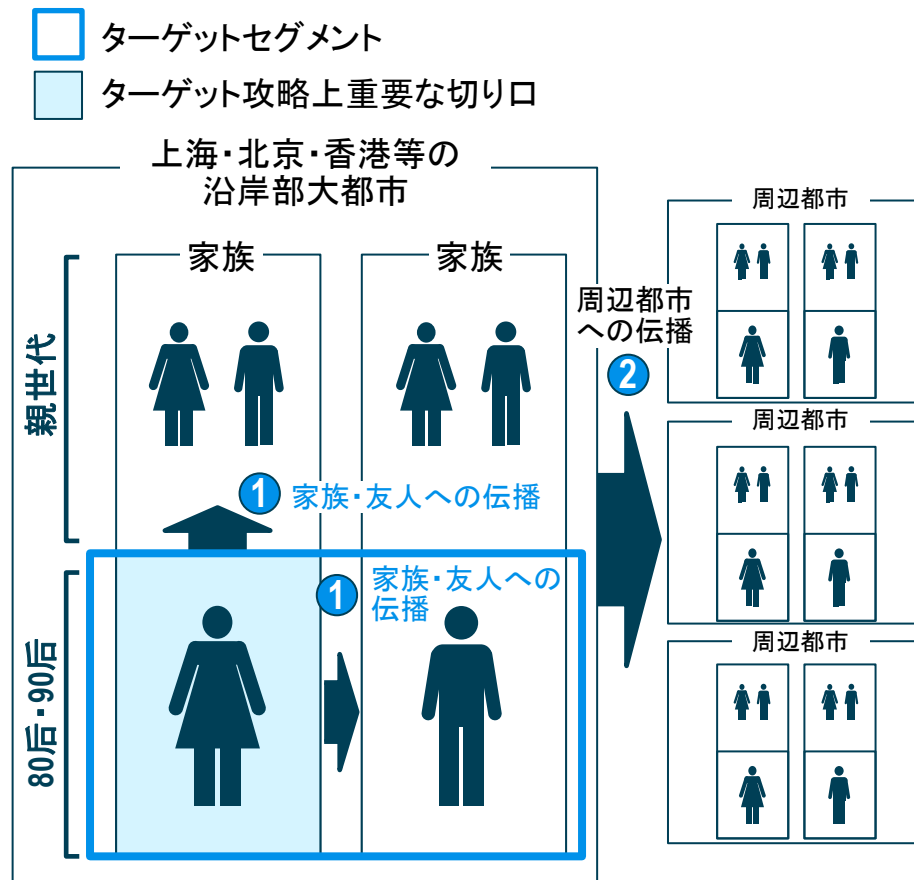 ターゲットセグメント
ターゲット攻略上重要な切り口
上海・北京・香港等の
沿岸部大都市
家族
家族
親世代
80后・90后
1
家族・友人への伝播
1
家族・友人への
伝播
周辺都市
への伝播
2
周辺都市
周辺都市
周辺都市